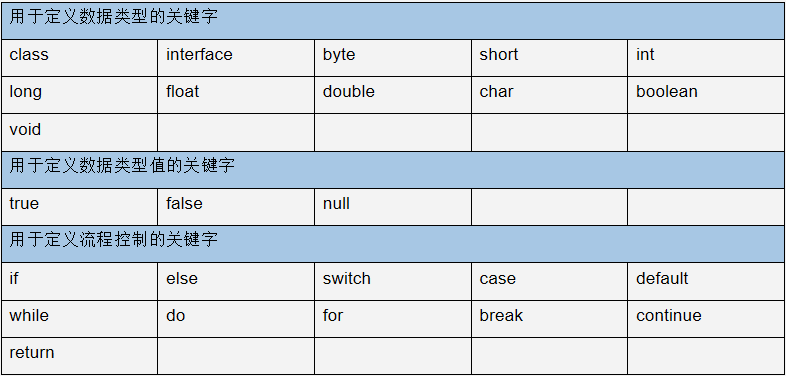 用于定义数据类型的关键字
class interface byte short int
long float double char boolean
void
用于定义数据类型值的关键字
true false null
用于定义流程控制的关键字
if else switch case default
while do for break continue
return